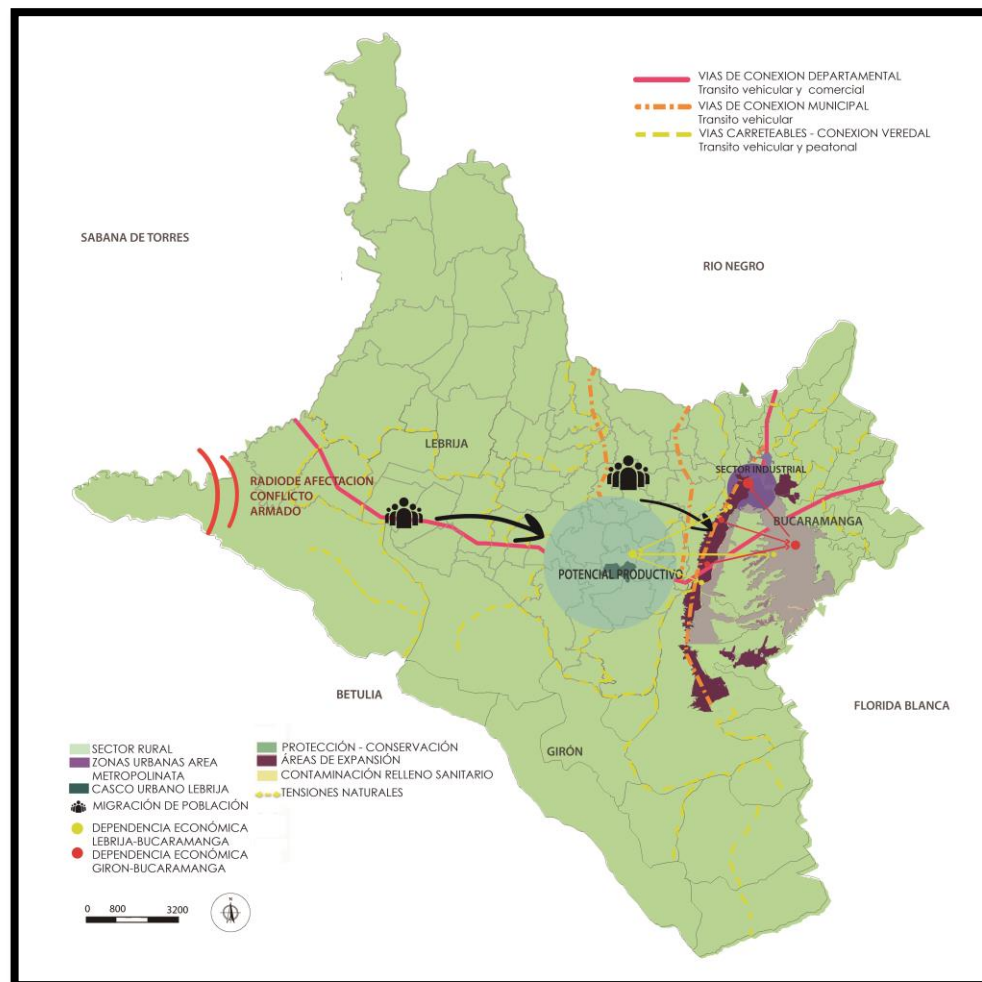 VIAS DE CONEXION DEPARTAMENTAL
Transito vehicular y comercial
VIAS DE CONEXION MUNICIPAL
Transito vehicular
VIAS CARRETEABLES - CONEXION VEREDAL
Transito vehicular y peatonal
SABANA DE TORRES
RIO NEGRO
LEBRIJA
SECTOR INDUSTRIAL
RADIODE AFECTACION
CONFLICTO
ARMADO
BUCARAMANGA
POTENCIAL PRODUCTIVO
BETULIA
FLORIDA BLANCA
GIRÓN
SECTOR RURAL
ZONAS URBANAS AREA
METROPOLINATA
CASCO URBANO LEBRIJA
MIGRACIÓN DE POBLACIÓN
DEPENDENCIA ECONÓMICA
LEBRIJA-BUCARAMANGA
DEPENDENCIA ECONÓMICA
GIRON-BUCARAMANGA
PROTECCIÓN - CONSERVACIÓN
ÁREAS DE EXPANSIÓN
CONTAMINACIÓN RELLENO SANITARIO
TENSIONES NATURALES
0 800 3200
N